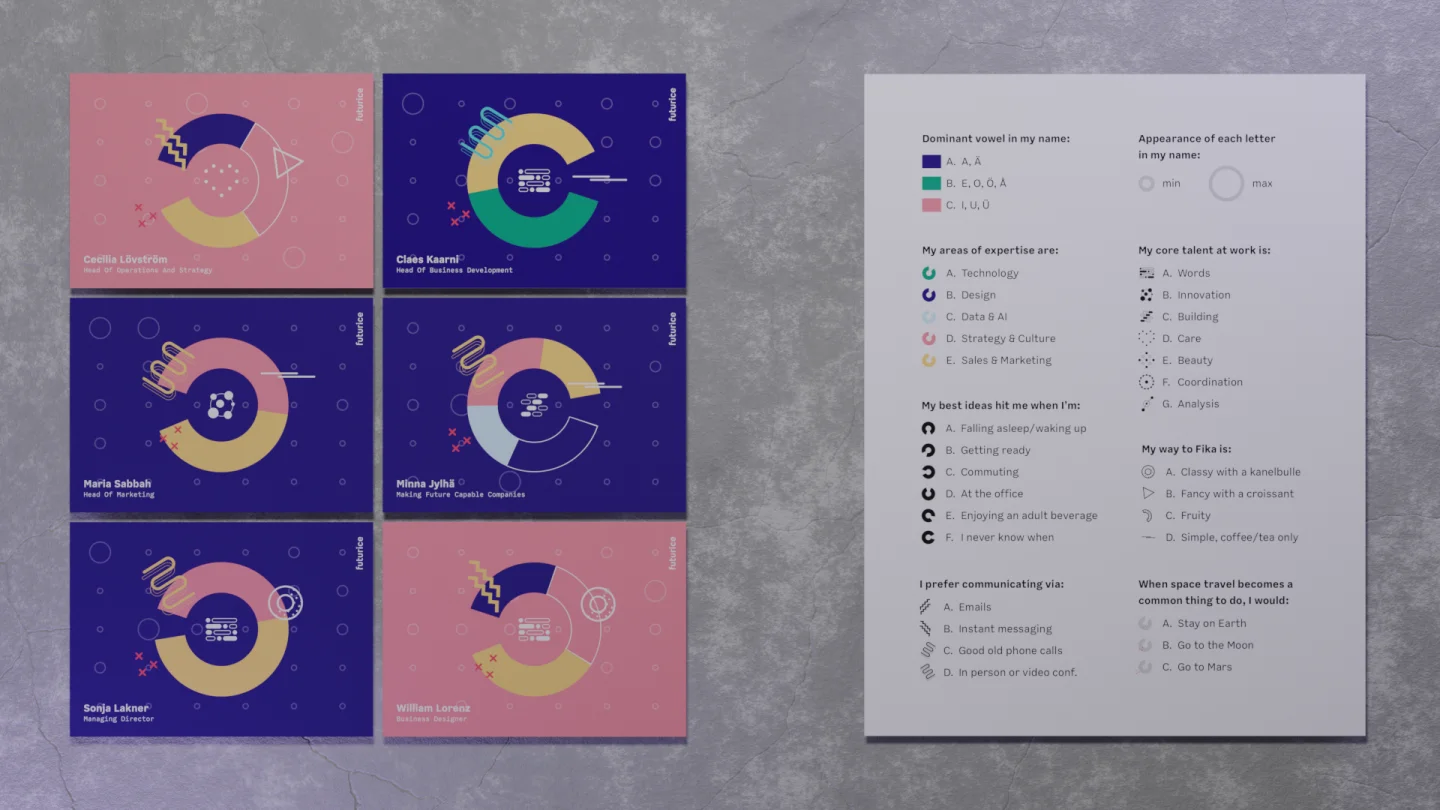 futurice
Cecilia Lövström
Head Of Operations and Strategy
futurice
Claes Kaarni
Head Of Business Development
futurice
Maria Sabbah
Head Of Marketing
futurice
Minna Jylhä
Making Future Capable Companies
futurice
Sonja Lakner
Managing Director
futurice
William Lorenz
Business Designer
Dominant vowel in my name:
A. A, Ä
B. E, O, Ö, Å
C. I, U, Ü
Appearance of each letter
in my name:
min
max
My areas of expertise are:
A. Technology
B. Design
C. Data & AI
D. Strategy & Culture
E. Sales & Marketing
My core talent at work is:
A. Words
B. Innovation
C. Building
D. Care
E. Beauty
F. Coordination
G. Analysis
My best ideas hit me when I'm:
A. Falling asleep/waking up
B. Getting ready
C. Commuting
D. At the office
E. Enjoying an adult beverage
F. I never know when
My way to Fika is:
A. Classy with a kanelbulle
B. Fancy with a croissant
C. Fruity
D. Simple, coffee/tea only
I prefer communicating via:
A. Emails
B. Instant messaging
C. Good old phone calls
D. In person or video conf.
When space travel becomes a
common thing to do, I would:
A. Stay on Earth
B. Go to the Moon
C. Go to Mars